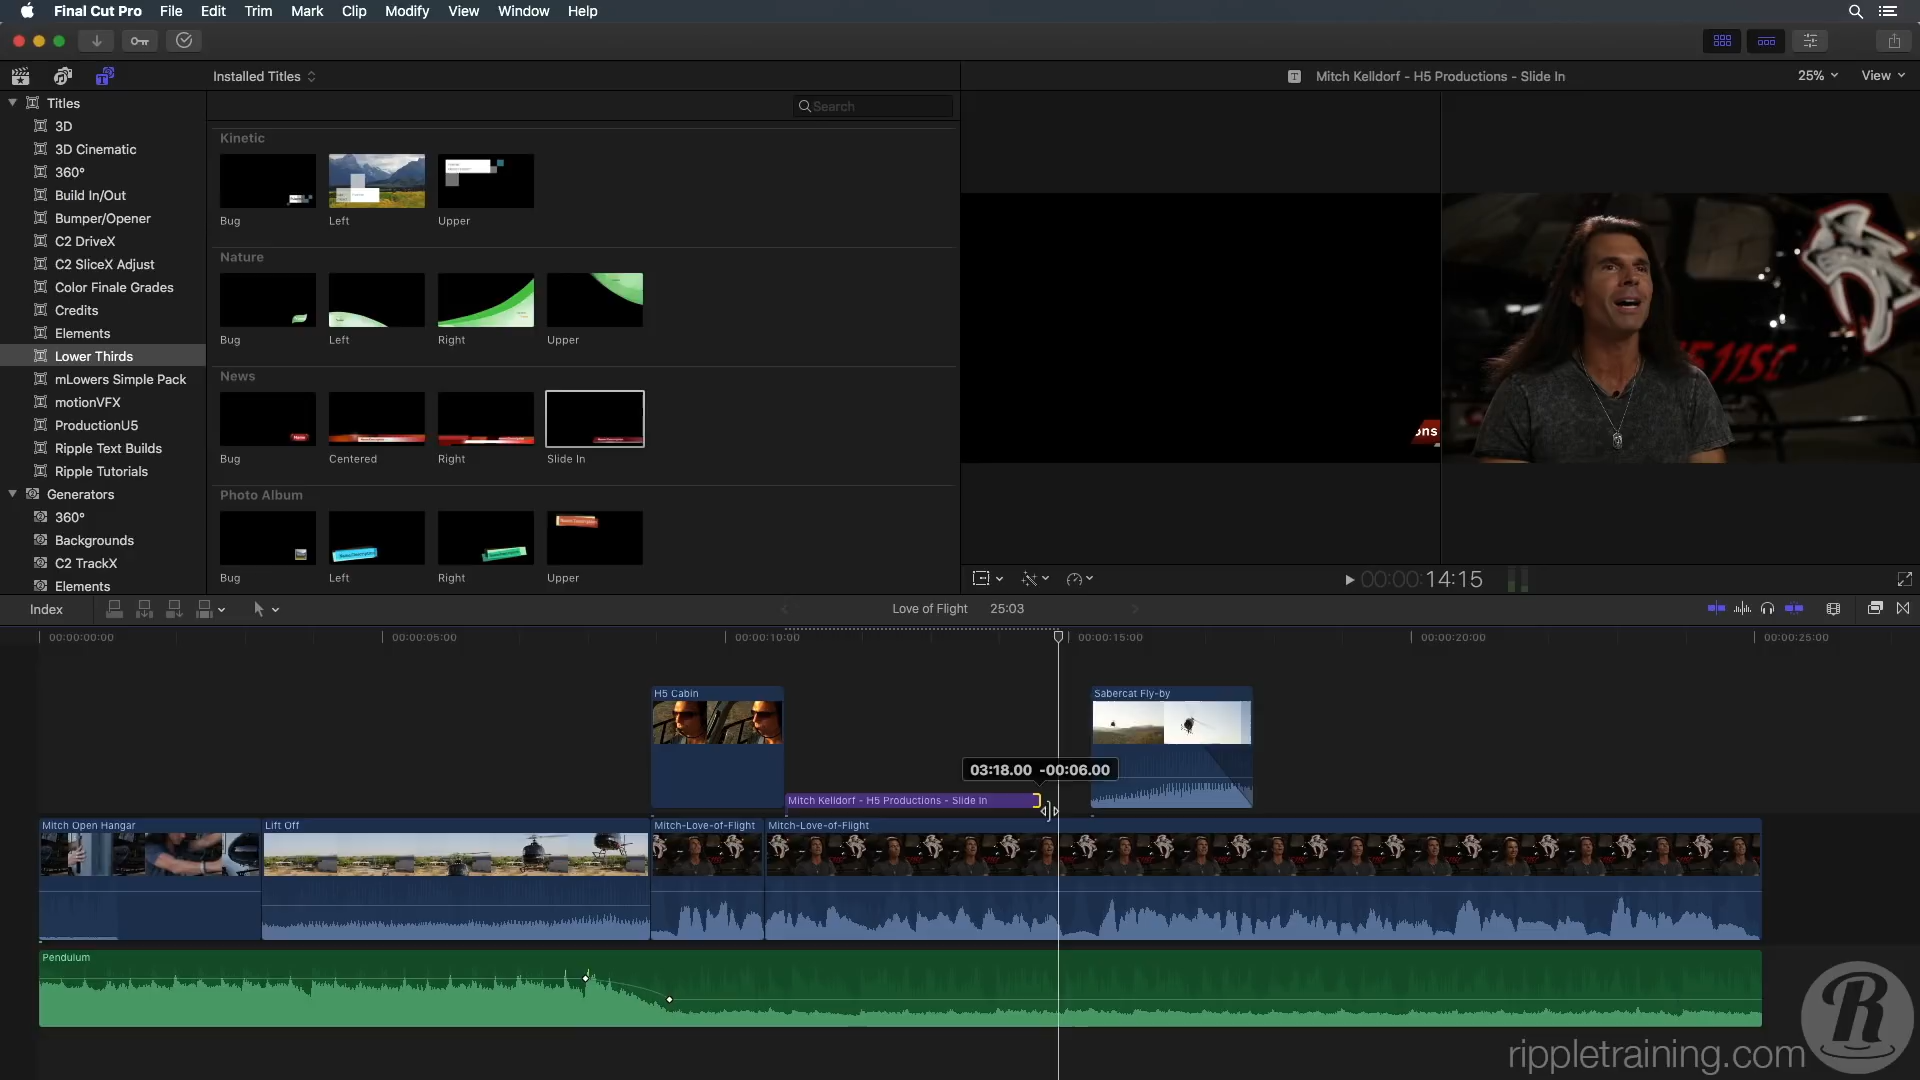 Final Cut Pro File Edit Trim Mark Clip Modify View Window Help
Installed Titles
Mitch Kelldorf - H5 Productions - Slide In
25%
View
Search
Titles
3D
3D Cinematic
360°
Build In/Out
Bumper/Opener
C2 DriveX
C2 SliceX Adjust
Color Finale Grades
Credits
Elements
Lower Thirds
mLowers Simple Pack
motionVFX
ProductionU5
Ripple Text Builds
Ripple Tutorials
Generators
360°
Backgrounds
C2 TrackX
Elements
Kinetic
Bug Left Upper
Nature
Bug Left Right Upper
News
Bug Centered Right Slide In
Photo Album
Bug Left Right Upper
ons
00:00:14:15
Index
Love of Flight 25:03
00:00:00:00 00:00:05:00 00:00:10:00 00:00:15:00 00:00:20:00 00:00:25:00
H5 Cabin
Sabercat Fly-by
03:18.00 -00:06.00
Mitch Kelldorf - H5 Productions - Slide In
Mitch Open Hangar
Lift Off
Mitch-Love-of-Flight
Mitch-Love-of-Flight
Pendulum
R
rippletraining.com